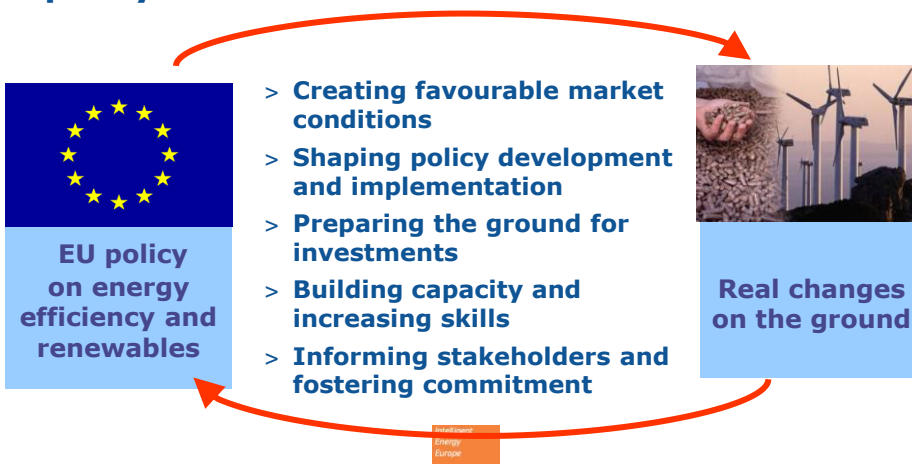 > Creating favourable market
conditions
> Shaping policy development
and implementation
> Preparing the ground for
investments
> Building capacity and
increasing skills
> Informing stakeholders and
fostering commitment
EU policy
on energy
efficiency and
renewables
Real changes
on the ground
Intelligent
Energy
Europe